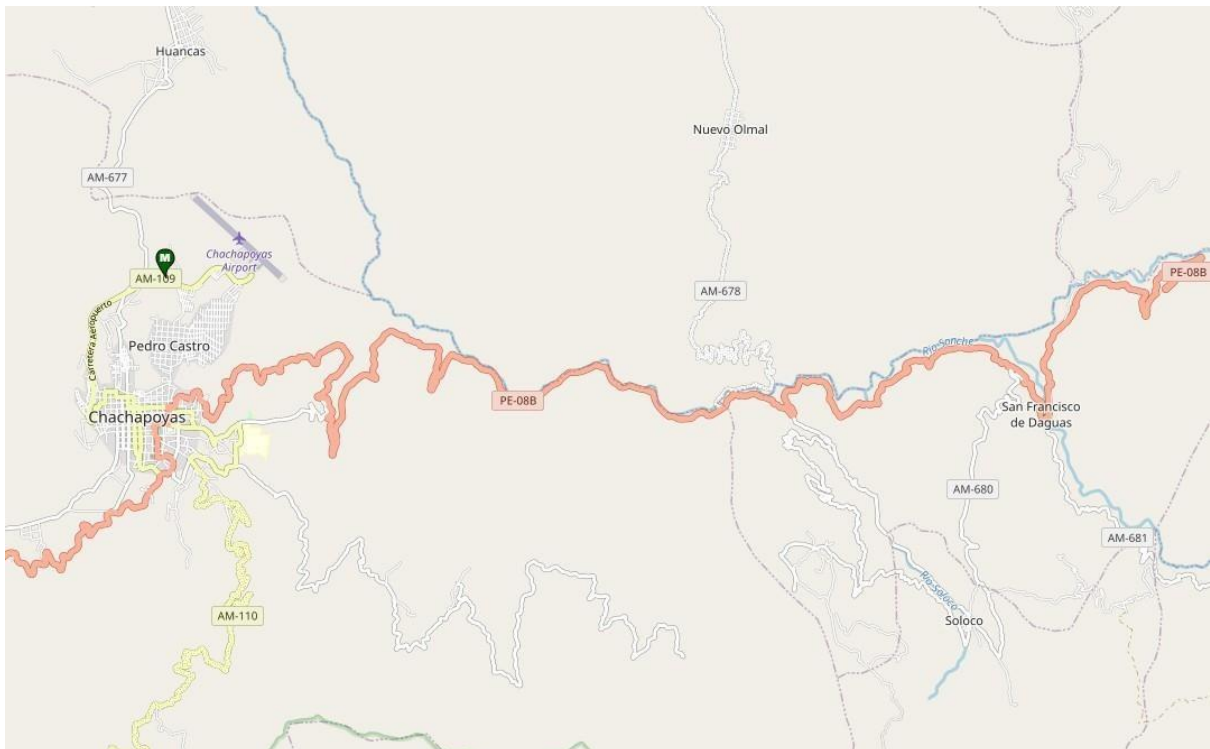 Huancas
Nuevo Olmal
AM-677
Chachapoyas
Airport
M
AM-109
PE-08B
AM-678
Carretera Aeropuerto
Pedro Castro
Río Sonche
PE-08B
Chachapoyas
San Francisco
de Daguas
AM-680
AM-681
Río Soloco
AM-110
Soloco